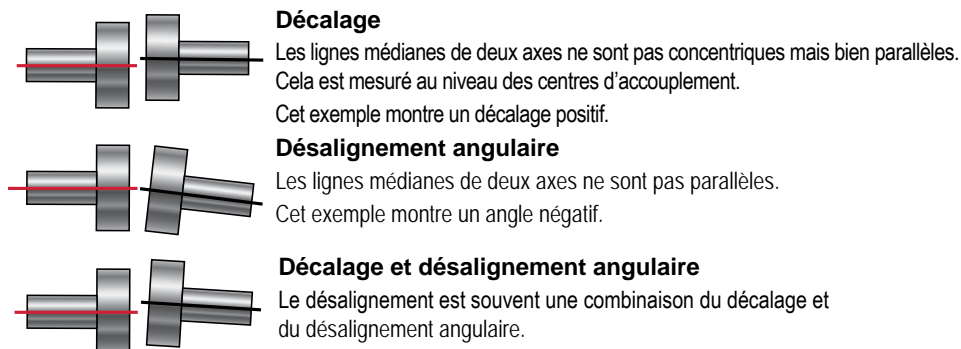 Décalage
Les lignes médianes de deux axes ne sont pas concentriques mais bien parallèles.
Cela est mesuré au niveau des centres d'accouplement.
Cet exemple montre un décalage positif.
Désalignement angulaire
Les lignes médianes de deux axes ne sont pas parallèles.
Cet exemple montre un angle négatif.
Décalage et désalignement angulaire
Le désalignement est souvent une combinaison du décalage et
du désalignement angulaire.